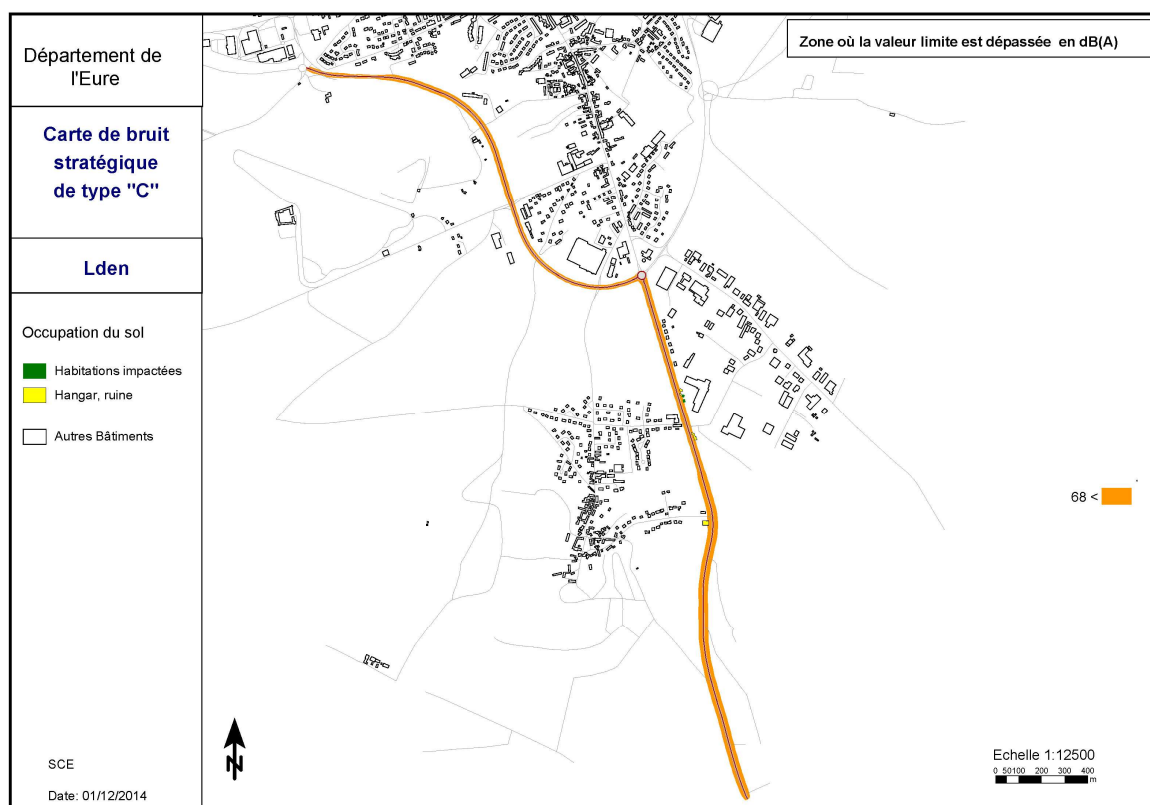 Département de
l'Eure
Carte de bruit
stratégique
de type "C"
Lden
Occupation du sol
Habitations impactées
Hangar, ruine
Autres Bâtiments
SCE
Date: 01/12/2014
Zone où la valeur limite est dépassée en dB(A)
68 <
N
Echelle 1:12500
0 50100 200 300 400
m